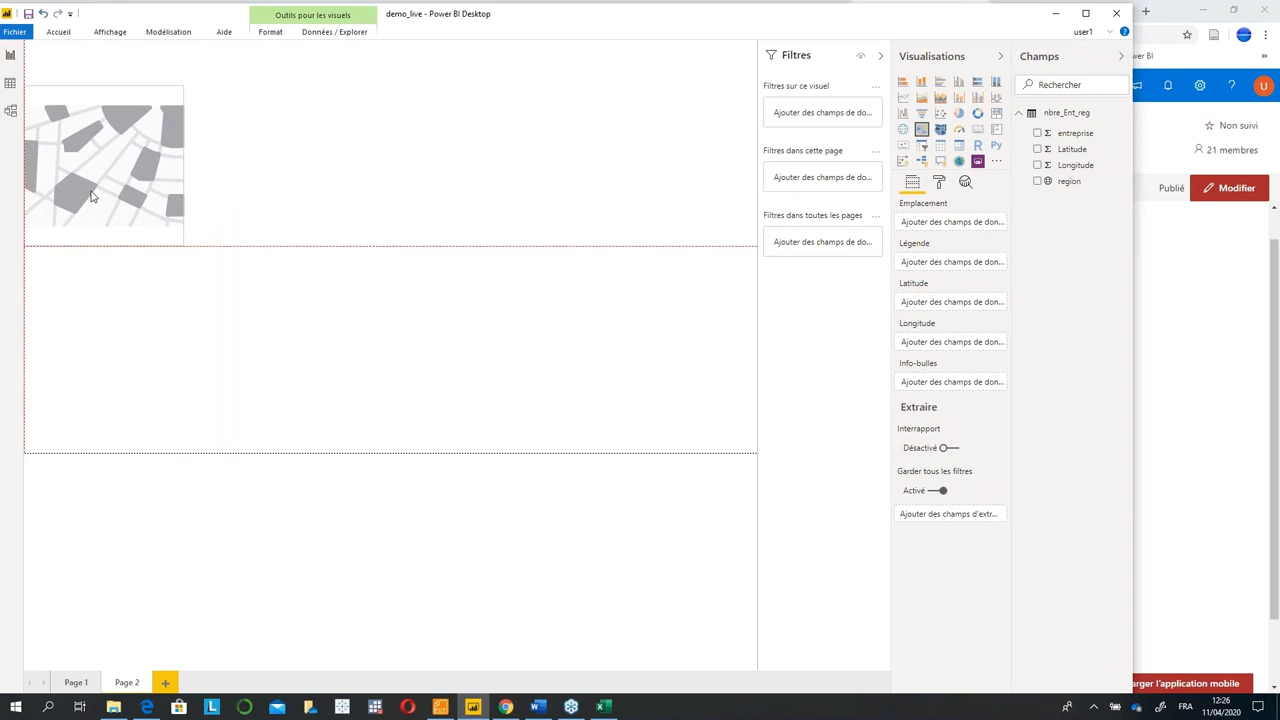 Outils pour les visuels
demo_live - Power BI Desktop
Fichier
Accueil
Affichage
Modélisation
Aide
Format
Données / Explorer
user1
wer BI
U
Filtres
Filtres sur ce visuel
Ajouter des champs de do...
Filtres dans cette page
Ajouter des champs de do...
Filtres dans toutes les pages
Ajouter des champs de do...
Visualisations
R
Py
Emplacement
Ajouter des champs de don...
Légende
Ajouter des champs de don...
Latitude
Ajouter des champs de don...
Longitude
Ajouter des champs de don...
Info-bulles
Ajouter des champs de don...
Extraire
Interrapport
Désactivé
Garder tous les filtres
Activé
Ajouter des champs d'extr...
Champs
Rechercher
nbre_Ent_reg
entreprise
Latitude
Longitude
region
Non suivi
21 membres
Publié
Modifier
Page 1
Page 2
arger l'application mobile
FRA
12:26
11/04/2020